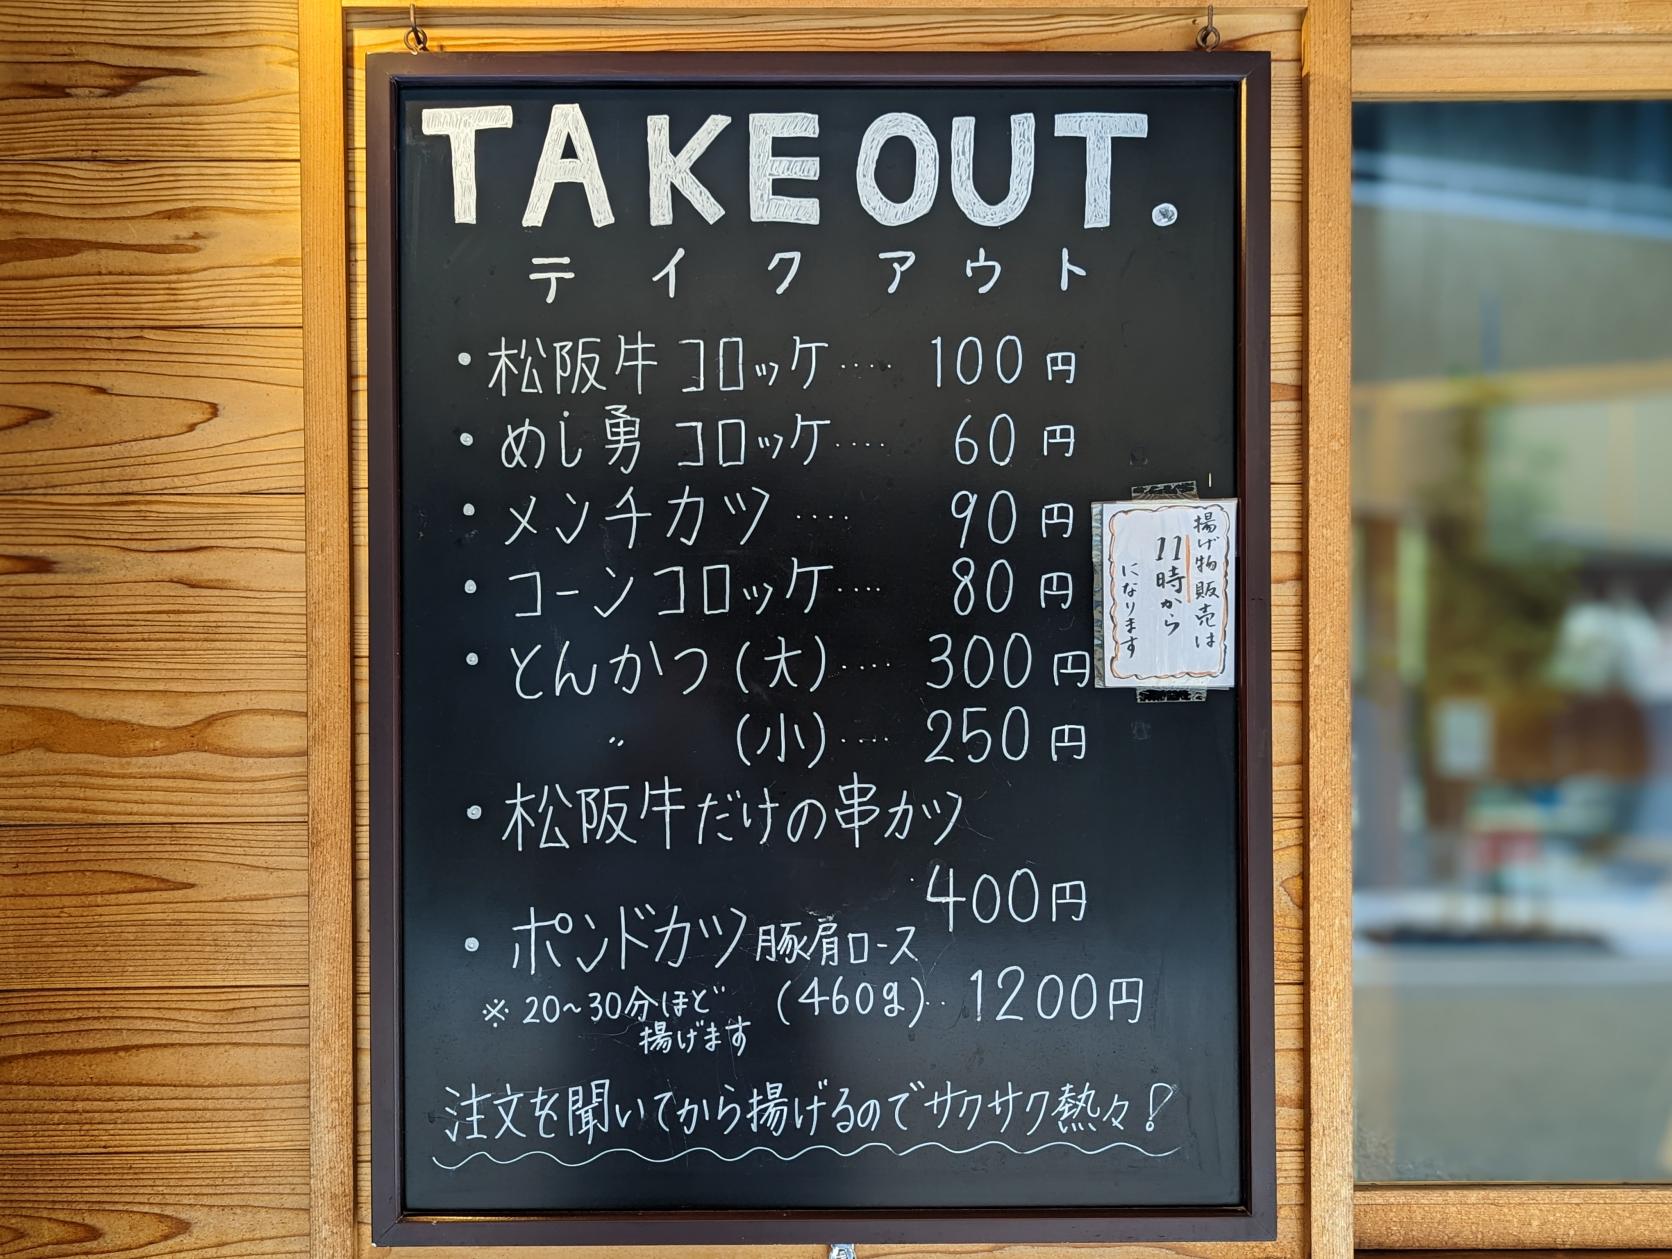 TAKE OUT.
テイクアウト
・松阪牛コロッケ････ 100円
・めし勇コロッケ････ 60円
・メンチカツ ････ 90円
・コーンコロッケ････ 80円
・とんかつ(大)････ 300円
〃 (小)････ 250円
・松阪牛だけの串カツ
400円
・ポンドカツ豚肩ロース
(460g)･･ 1200円
※20~30分ほど
揚げます
注文を聞いてから揚げるのでサクサク熱々!
揚げ物販売は
11時から
になります